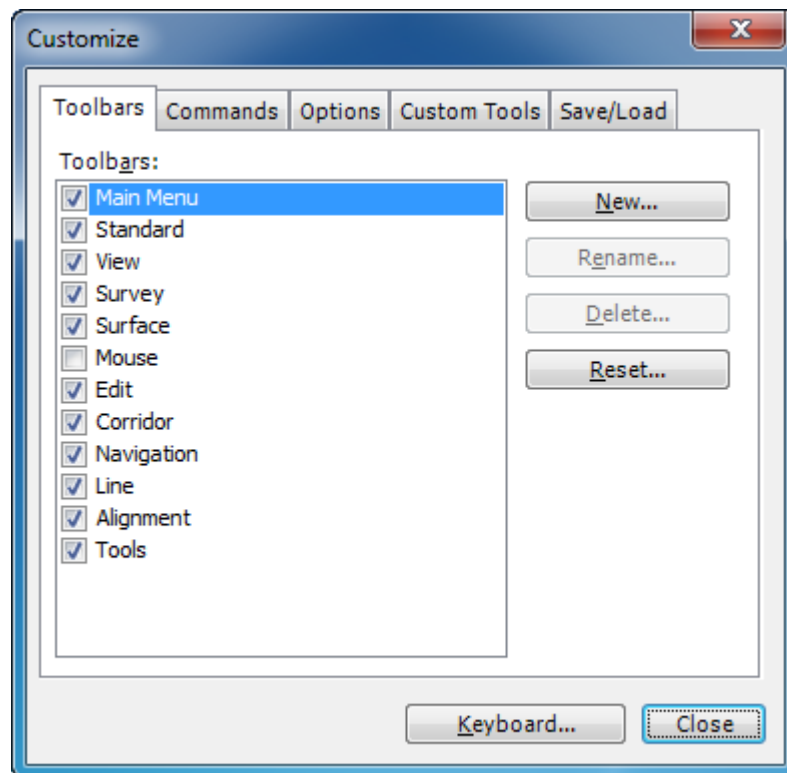 Customize
Toolbars Commands Options Custom Tools Save/Load
Toolbars:
Main Menu
New...
Standard
View
Rename...
Survey
Surface
Delete...
Mouse
Reset...
Edit
Corridor
Navigation
Line
Alignment
Tools
Keyboard... Close